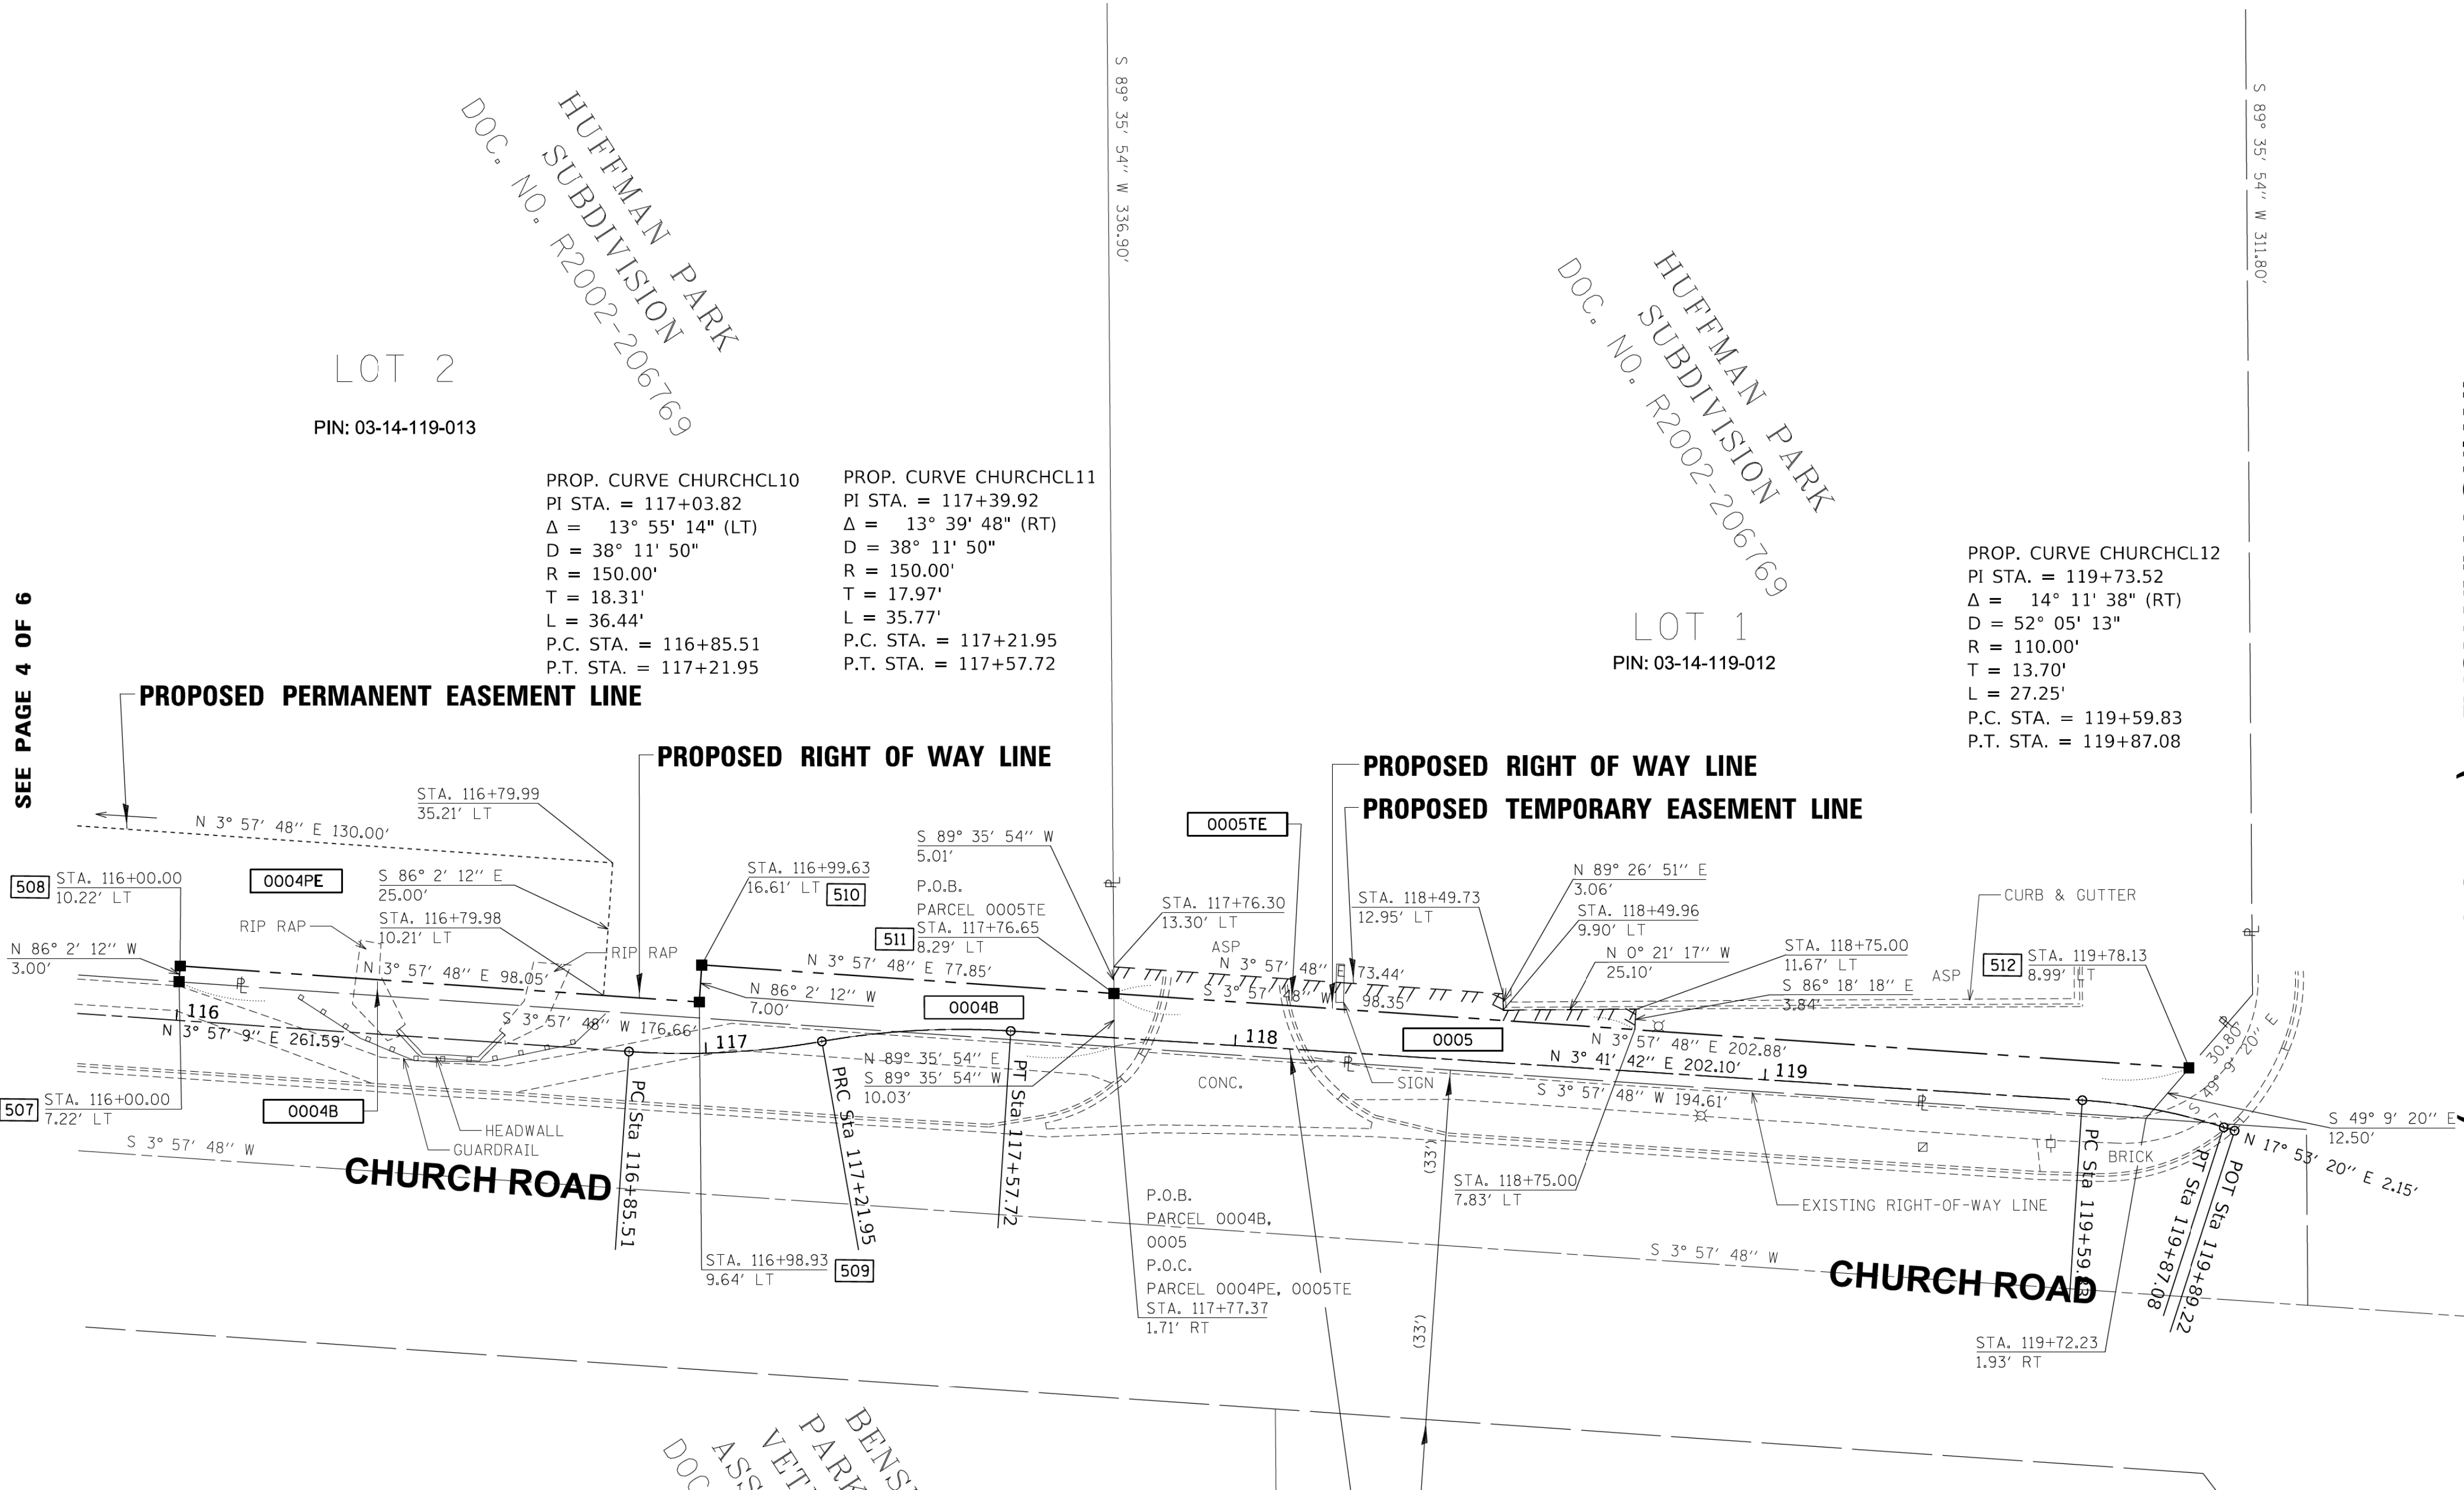 S 89° 35′ 54″ W 336.90′
S 89° 35′ 54″ W 311.80′
HUFFMAN PARK
SUBDIVISION
DOC. NO. R2002-206769
HUFFMAN PARK
SUBDIVISION
DOC. NO. R2002-206769
LOT 2
PIN: 03-14-119-013
LOT 1
PIN: 03-14-119-012
PROP. CURVE CHURCHCL10
PI STA. = 117+03.82
Δ = 13° 55' 14" (LT)
D = 38° 11' 50"
R = 150.00'
T = 18.31'
L = 36.44'
P.C. STA. = 116+85.51
P.T. STA. = 117+21.95
PROP. CURVE CHURCHCL11
PI STA. = 117+39.92
Δ = 13° 39' 48" (RT)
D = 38° 11' 50"
R = 150.00'
T = 17.97'
L = 35.77'
P.C. STA. = 117+21.95
P.T. STA. = 117+57.72
PROP. CURVE CHURCHCL12
PI STA. = 119+73.52
Δ = 14° 11' 38" (RT)
D = 52° 05' 13"
R = 110.00'
T = 13.70'
L = 27.25'
P.C. STA. = 119+59.83
P.T. STA. = 119+87.08
SEE PAGE 4 OF 6
PROPOSED PERMANENT EASEMENT LINE
PROPOSED RIGHT OF WAY LINE
PROPOSED RIGHT OF WAY LINE
PROPOSED TEMPORARY EASEMENT LINE
STA. 116+79.99
35.21′ LT
N 3° 57′ 48″ E 130.00′
0005TE
508 STA. 116+00.00
10.22′ LT
0004PE
S 86° 2′ 12″ E
25.00′
STA. 116+79.98
10.21′ LT
RIP RAP
RIP RAP
STA. 116+99.63
16.61′ LT 510
S 89° 35′ 54″ W
5.01′
P.O.B.
PARCEL 0005TE
511 STA. 117+76.65
8.29′ LT
STA. 117+76.30
13.30′ LT
ASP
STA. 118+49.73
12.95′ LT
N 89° 26′ 51″ E
3.06′
STA. 118+49.96
9.90′ LT
N 0° 21′ 17″ W
25.10′
CURB & GUTTER
STA. 118+75.00
11.67′ LT
S 86° 18′ 18″ E
3.84′
ASP
512 STA. 119+78.13
8.99′ LT
N 86° 2′ 12″ W
3.00′
N 3° 57′ 48″ E 98.05′
N 3° 57′ 48″ E 77.85′
N 3° 57′ 48″ E 73.44′
S 3° 57′ 48″ W 98.35′
N 86° 2′ 12″ W
7.00′
0004B
0005
116
N 3° 57′ 9″ E 261.59′
S 3° 57′ 48″ W 176.66′
117
118
N 3° 57′ 48″ E 202.88′
N 3° 41′ 42″ E 202.10′
119
30.80′
S 49° 9′ 20″ E
N 89° 35′ 54″ E
S 89° 35′ 54″ W
10.03′
CONC.
SIGN
S 3° 57′ 48″ W 194.61′
507 STA. 116+00.00
7.22′ LT
0004B
HEADWALL
GUARDRAIL
S 3° 57′ 48″ W
CHURCH ROAD
PC Sta 116+85.51
PRC Sta 117+21.95
PT Sta 117+57.72
S 49° 9′ 20″ E
12.50′
N 17° 53′ 20″ E 2.15′
BRICK
PC Sta 119+59.83
PT Sta 119+87.08
POT Sta 119+89.22
(33′)
(33′)
STA. 118+75.00
7.83′ LT
EXISTING RIGHT-OF-WAY LINE
P.O.B.
PARCEL 0004B,
0005
P.O.C.
PARCEL 0004PE, 0005TE
STA. 117+77.37
1.71′ RT
S 3° 57′ 48″ W
CHURCH ROAD
STA. 116+98.93
9.64′ LT 509
STA. 119+72.23
1.93′ RT